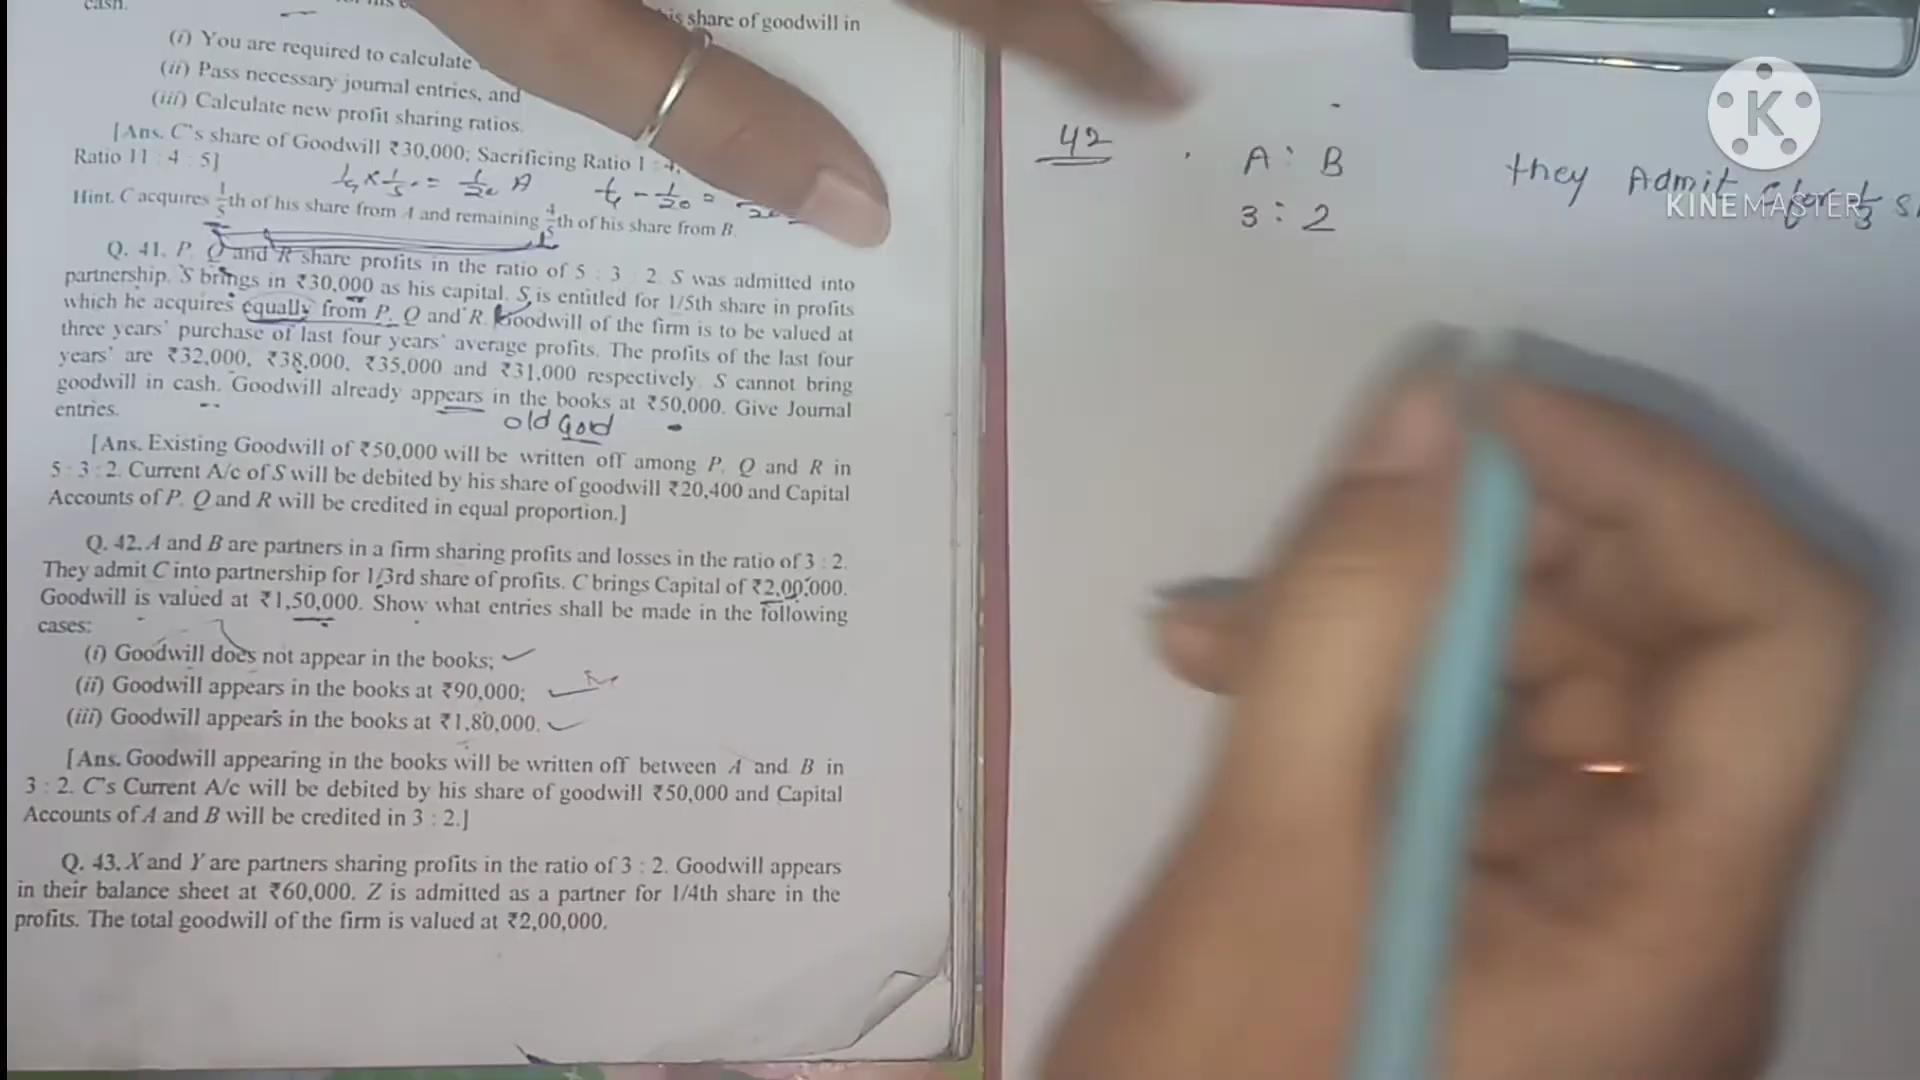 cash.
is share of goodwill in
(i) You are required to calculate
(ii) Pass necessary journal entries, and
(iii) Calculate new profit sharing ratios.
[Ans. C's share of Goodwill ₹30,000; Sacrificing Ratio 1 : 4,
Ratio 11 : 4 : 5]
1/4 × 1/5 = 1/20 A
Hint. C acquires 1/5th of his share from A and remaining 4/5th of his share from B.
Q. 41. P, Q and R share profits in the ratio of 5 : 3 : 2. S was admitted into
partnership. S brings in ₹30,000 as his capital. S is entitled for 1/5th share in profits
which he acquires equally from P, Q and R. Goodwill of the firm is to be valued at
three years' purchase of last four years' average profits. The profits of the last four
years' are ₹32,000, ₹38,000, ₹35,000 and ₹31,000 respectively. S cannot bring
goodwill in cash. Goodwill already appears in the books at ₹50,000. Give Journal
entries.
old
[Ans. Existing Goodwill of ₹50,000 will be written off among P, Q and R in
5 : 3 : 2. Current A/c of S will be debited by his share of goodwill ₹20,400 and Capital
Accounts of P, Q and R will be credited in equal proportion.]
Q. 42. A and B are partners in a firm sharing profits and losses in the ratio of 3 : 2.
They admit C into partnership for 1/3rd share of profits. C brings Capital of ₹2,00,000.
Goodwill is valued at ₹1,50,000. Show what entries shall be made in the following
cases:
(i) Goodwill does not appear in the books;
(ii) Goodwill appears in the books at ₹90,000;
(iii) Goodwill appears in the books at ₹1,80,000.
[Ans. Goodwill appearing in the books will be written off between A and B in
3 : 2. C's Current A/c will be debited by his share of goodwill ₹50,000 and Capital
Accounts of A and B will be credited in 3 : 2.]
Q. 43. X and Y are partners sharing profits in the ratio of 3 : 2. Goodwill appears
in their balance sheet at ₹60,000. Z is admitted as a partner for 1/4th share in the
profits. The total goodwill of the firm is valued at ₹2,00,000.
42
A : B
3 : 2
they Admit C for 1/3
K
KINEMASTER